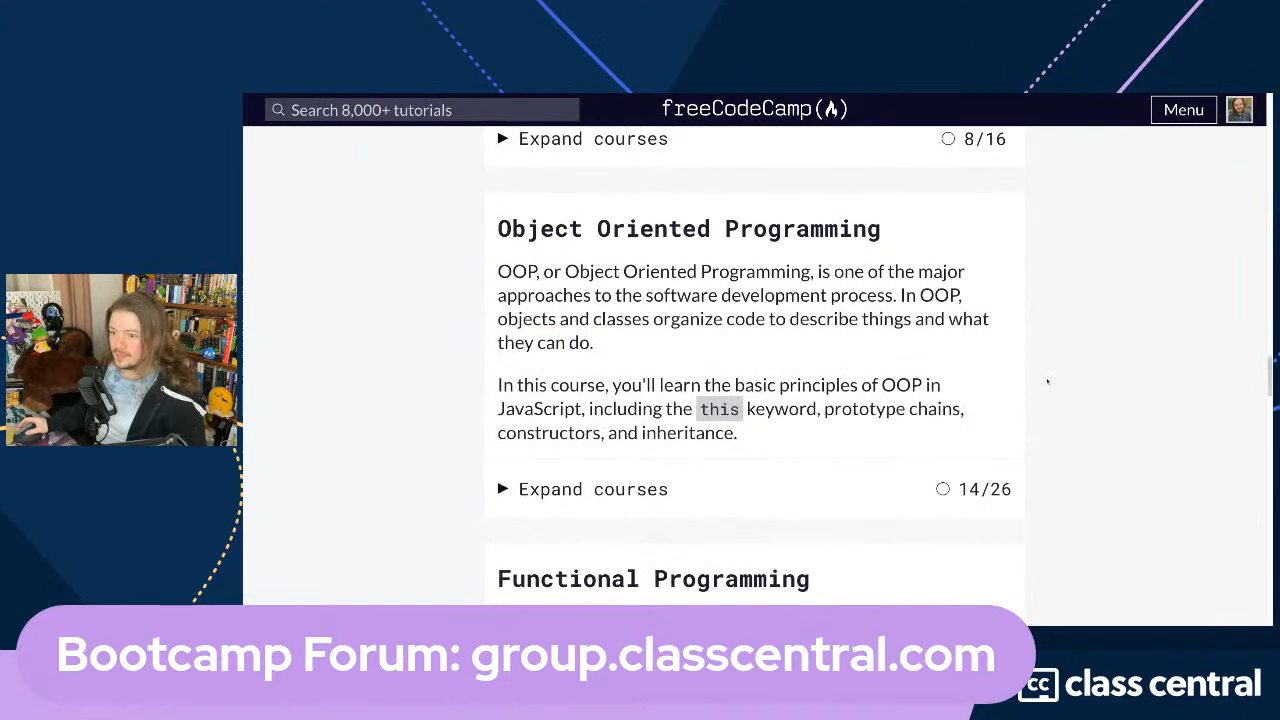 Search 8,000+ tutorials
freeCodeCamp
Menu
Expand courses 8/16
Object Oriented Programming
OOP, or Object Oriented Programming, is one of the major
approaches to the software development process. In OOP,
objects and classes organize code to describe things and what
they can do.
In this course, you'll learn the basic principles of OOP in
JavaScript, including the this keyword, prototype chains,
constructors, and inheritance.
Expand courses 14/26
Functional Programming
Bootcamp Forum: group.classcentral.com
cc class central